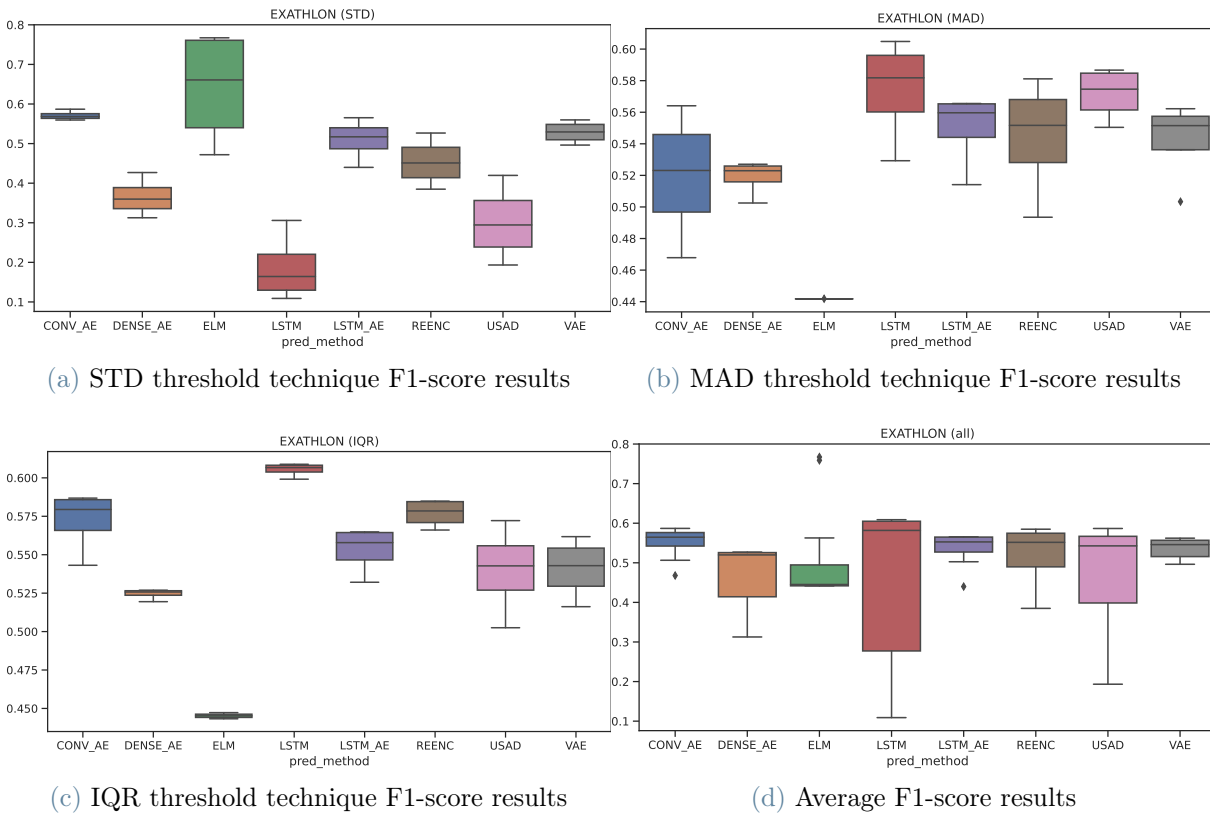 EXATHLON (STD)
0.8
0.7
0.6
0.5
0.4
0.3
0.2
0.1
CONV_AE DENSE_AE ELM LSTM LSTM_AE REENC USAD VAE
pred_method
(a) STD threshold technique F1-score results
EXATHLON (MAD)
0.60
0.58
0.56
0.54
0.52
0.50
0.48
0.46
0.44
CONV_AE DENSE_AE ELM LSTM LSTM_AE REENC USAD VAE
pred_method
(b) MAD threshold technique F1-score results
EXATHLON (IQR)
0.600
0.575
0.550
0.525
0.500
0.475
0.450
CONV_AE DENSE_AE ELM LSTM LSTM_AE REENC USAD VAE
pred_method
(c) IQR threshold technique F1-score results
EXATHLON (all)
0.8
0.7
0.6
0.5
0.4
0.3
0.2
0.1
CONV_AE DENSE_AE ELM LSTM LSTM_AE REENC USAD VAE
pred_method
(d) Average F1-score results